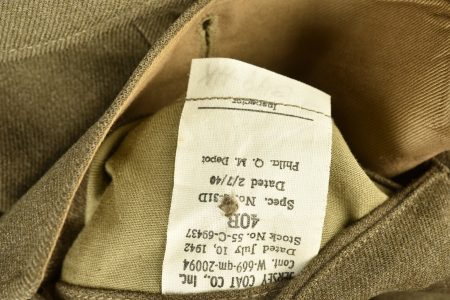 ERSEY COAT CO., Inc.
Cont. W-669-qm-20094
Dated July 10, 1942
Stock No. 55-C-69437
40R
Spec. No. -31D
Dated 2/7/40
Phila. Q. M. Depot
Inspector